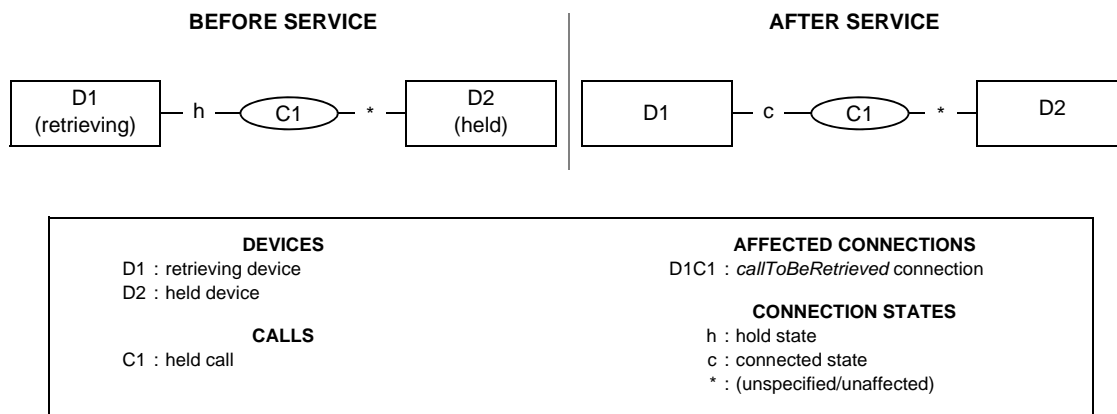 BEFORE SERVICE
AFTER SERVICE
D1
(retrieving)
h
C1
*
D2
(held)
D1
c
C1
*
D2
DEVICES
D1 : retrieving device
D2 : held device
CALLS
C1 : held call
AFFECTED CONNECTIONS
D1C1 : callToBeRetrieved connection
CONNECTION STATES
h : hold state
c : connected state
* : (unspecified/unaffected)